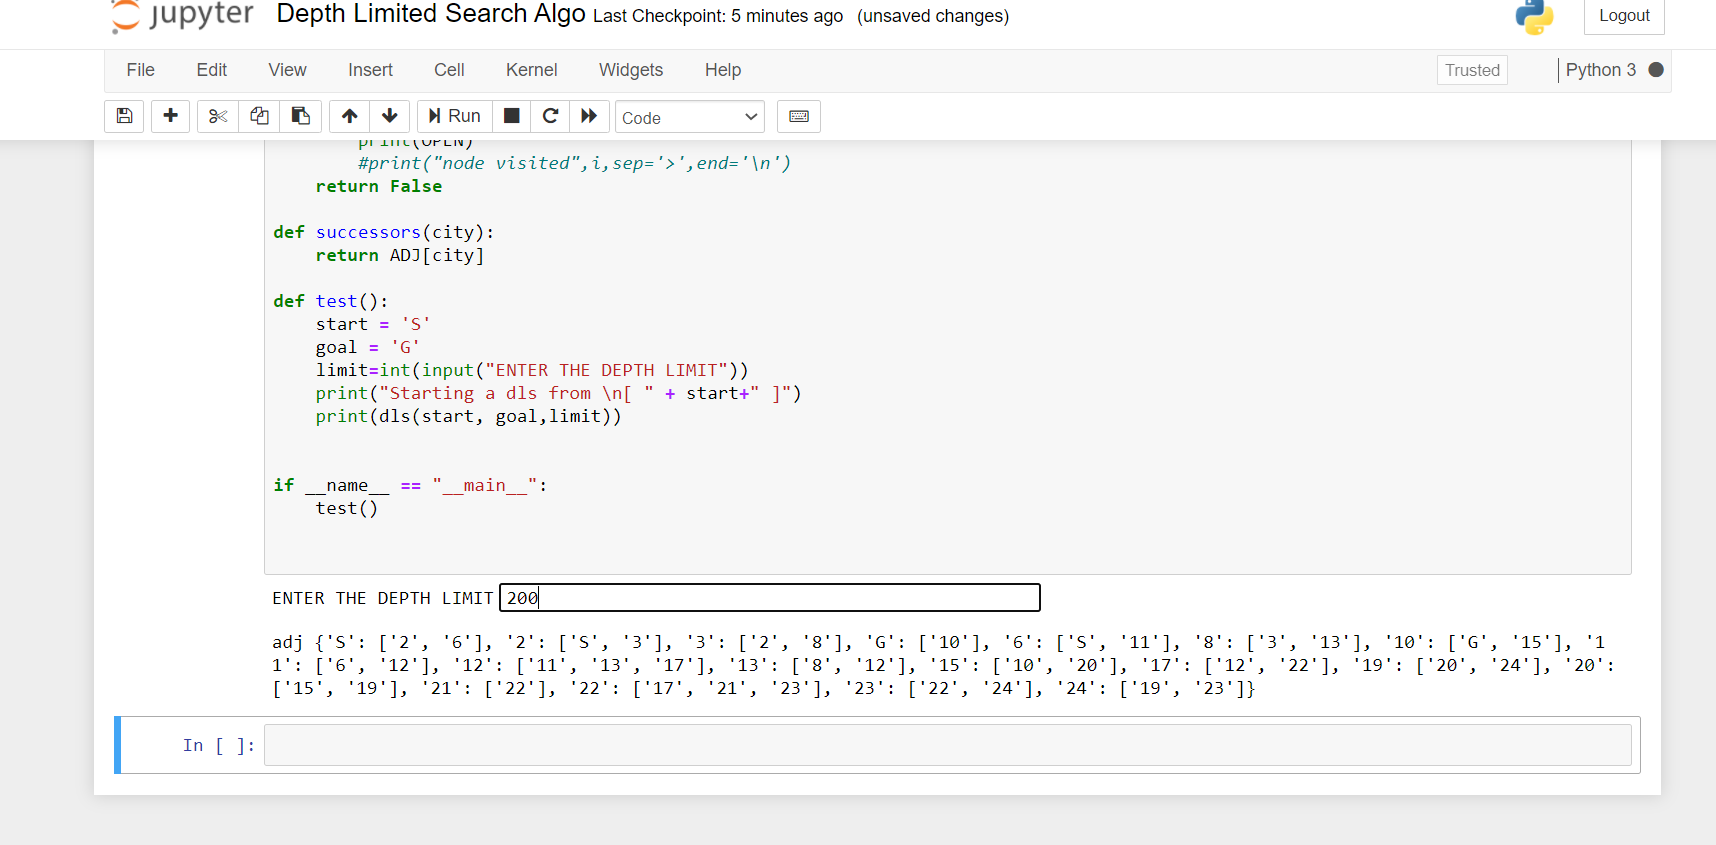 jupyter Depth Limited Search Algo Last Checkpoint: 5 minutes ago (unsaved changes) Logout
File Edit View Insert Cell Kernel Widgets Help Trusted Python 3
Run Code
print(OPEN)
#print("node visited",i,sep='>',end='\n')
return False
def successors(city):
return ADJ[city]
def test():
start = 'S'
goal = 'G'
limit=int(input("ENTER THE DEPTH LIMIT"))
print("Starting a dls from \n[ " + start+" ]")
print(dls(start, goal,limit))
if __name__ == "__main__":
test()
ENTER THE DEPTH LIMIT 200
adj {'S': ['2', '6'], '2': ['S', '3'], '3': ['2', '8'], 'G': ['10'], '6': ['S', '11'], '8': ['3', '13'], '10': ['G', '15'], '1
1': ['6', '12'], '12': ['11', '13', '17'], '13': ['8', '12'], '15': ['10', '20'], '17': ['12', '22'], '19': ['20', '24'], '20':
['15', '19'], '21': ['22'], '22': ['17', '21', '23'], '23': ['22', '24'], '24': ['19', '23']}
In [ ]: